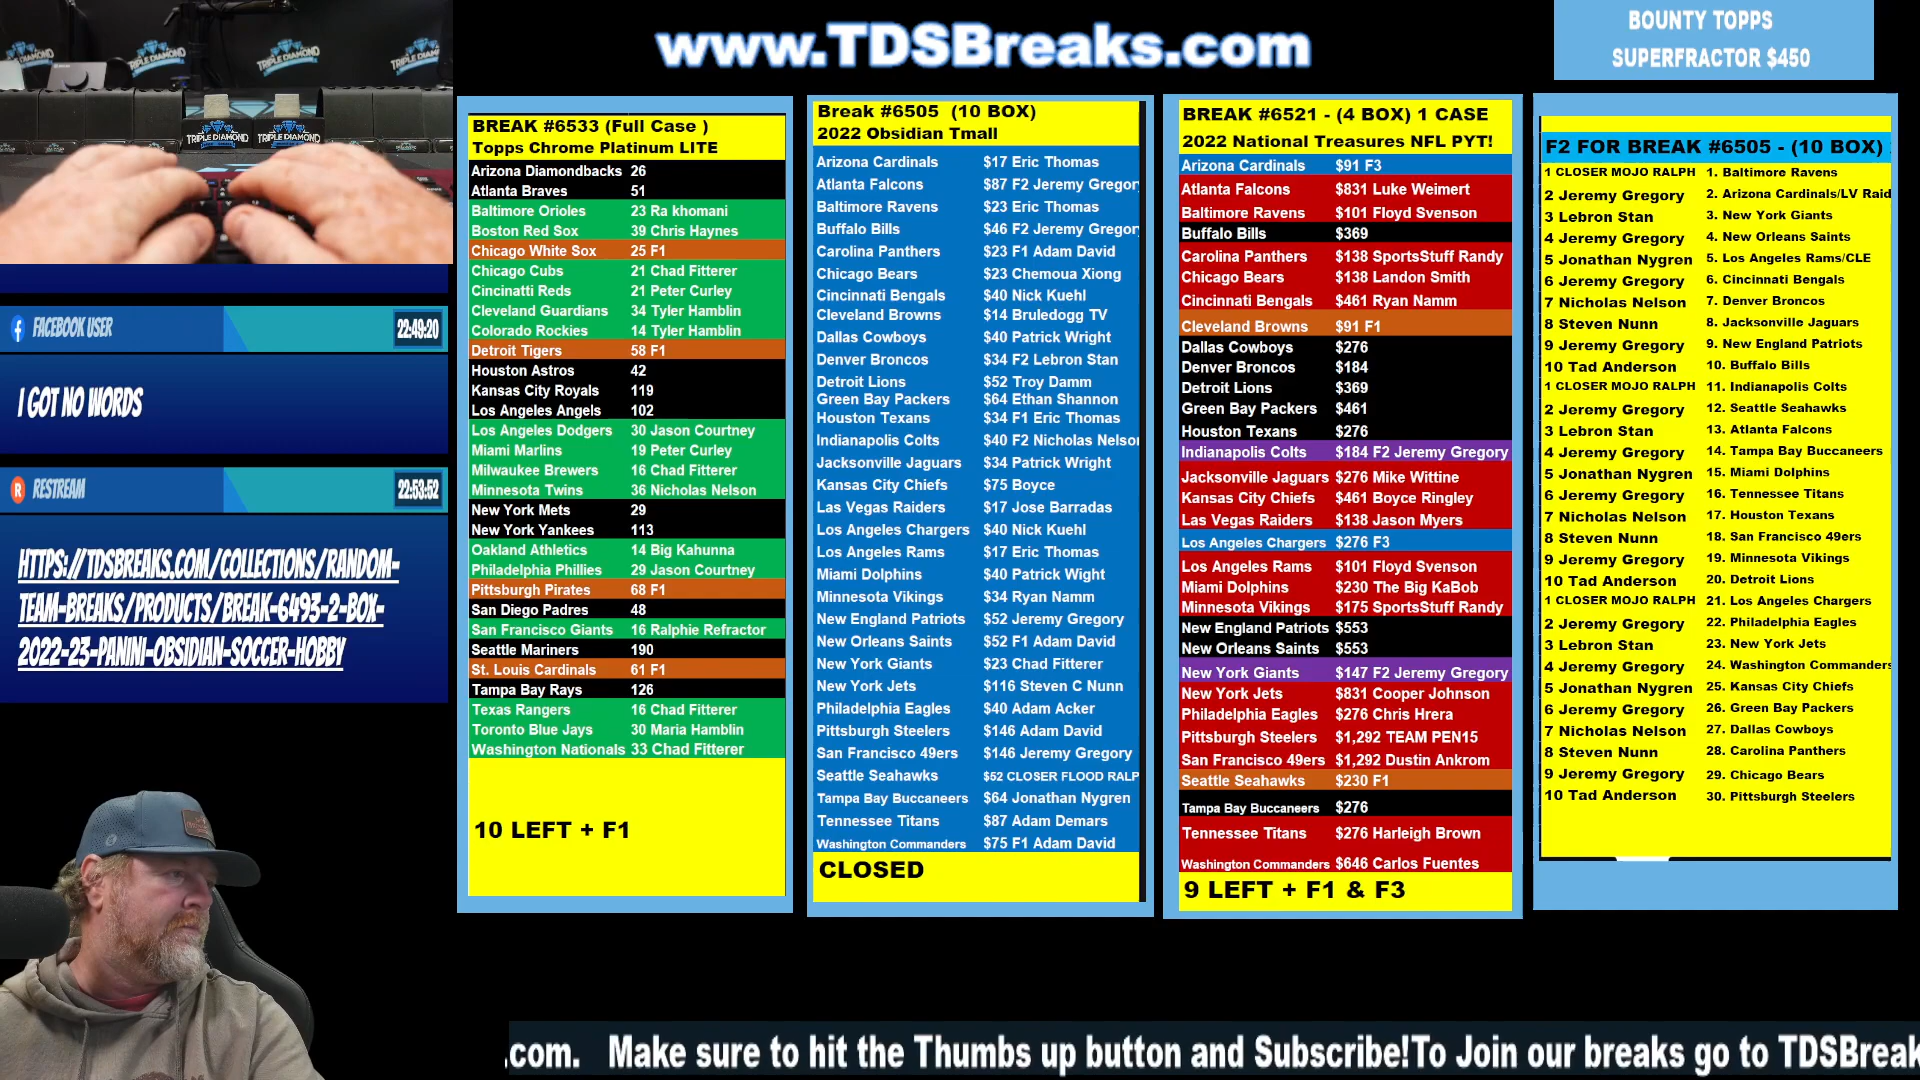 www.TDSBreaks.com
BOUNTY TOPPS
SUPERFRACTOR $450
TRIPLE DIAMOND
TRIPLE DIAMOND
FACEBOOK USER
22:49:20
I GOT NO WORDS
RESTREAM
22:53:52
HTTPS://TDSBREAKS.COM/COLLECTIONS/RANDOM-
TEAM-BREAKS/PRODUCTS/BREAK-6493-2-BOX-
2022-23-PANINI-OBSIDIAN-SOCCER-HOBBY
BREAK #6533 (Full Case )
Topps Chrome Platinum LITE
Arizona Diamondbacks 26
Atlanta Braves 51
Baltimore Orioles 23 Ra khomani
Boston Red Sox 39 Chris Haynes
Chicago White Sox 25 F1
Chicago Cubs 21 Chad Fitterer
Cincinatti Reds 21 Peter Curley
Cleveland Guardians 34 Tyler Hamblin
Colorado Rockies 14 Tyler Hamblin
Detroit Tigers 58 F1
Houston Astros 42
Kansas City Royals 119
Los Angeles Angels 102
Los Angeles Dodgers 30 Jason Courtney
Miami Marlins 19 Peter Curley
Milwaukee Brewers 16 Chad Fitterer
Minnesota Twins 36 Nicholas Nelson
New York Mets 29
New York Yankees 113
Oakland Athletics 14 Big Kahunna
Philadelphia Phillies 29 Jason Courtney
Pittsburgh Pirates 68 F1
San Diego Padres 48
San Francisco Giants 16 Ralphie Refractor
Seattle Mariners 190
St. Louis Cardinals 61 F1
Tampa Bay Rays 126
Texas Rangers 16 Chad Fitterer
Toronto Blue Jays 30 Maria Hamblin
Washington Nationals 33 Chad Fitterer
10 LEFT + F1
Break #6505 (10 BOX)
2022 Obsidian Tmall
Arizona Cardinals $17 Eric Thomas
Atlanta Falcons $87 F2 Jeremy Gregory
Baltimore Ravens $23 Eric Thomas
Buffalo Bills $46 F2 Jeremy Gregory
Carolina Panthers $23 F1 Adam David
Chicago Bears $23 Chemoua Xiong
Cincinnati Bengals $40 Nick Kuehl
Cleveland Browns $14 Bruledogg TV
Dallas Cowboys $40 Patrick Wright
Denver Broncos $34 F2 Lebron Stan
Detroit Lions $52 Troy Damm
Green Bay Packers $64 Ethan Shannon
Houston Texans $34 F1 Eric Thomas
Indianapolis Colts $40 F2 Nicholas Nelson
Jacksonville Jaguars $34 Patrick Wright
Kansas City Chiefs $75 Boyce
Las Vegas Raiders $17 Jose Barradas
Los Angeles Chargers $40 Nick Kuehl
Los Angeles Rams $17 Eric Thomas
Miami Dolphins $40 Patrick Wight
Minnesota Vikings $34 Ryan Namm
New England Patriots $52 Jeremy Gregory
New Orleans Saints $52 F1 Adam David
New York Giants $23 Chad Fitterer
New York Jets $116 Steven C Nunn
Philadelphia Eagles $40 Adam Acker
Pittsburgh Steelers $146 Adam David
San Francisco 49ers $146 Jeremy Gregory
Seattle Seahawks $52 CLOSER FLOOD RALP
Tampa Bay Buccaneers $64 Jonathan Nygren
Tennessee Titans $87 Adam Demars
Washington Commanders $75 F1 Adam David
CLOSED
BREAK #6521 - (4 BOX) 1 CASE
2022 National Treasures NFL PYT!
Arizona Cardinals $91 F3
Atlanta Falcons $831 Luke Weimert
Baltimore Ravens $101 Floyd Svenson
Buffalo Bills $369
Carolina Panthers $138 SportsStuff Randy
Chicago Bears $138 Landon Smith
Cincinnati Bengals $461 Ryan Namm
Cleveland Browns $91 F1
Dallas Cowboys $276
Denver Broncos $184
Detroit Lions $369
Green Bay Packers $461
Houston Texans $276
Indianapolis Colts $184 F2 Jeremy Gregory
Jacksonville Jaguars $276 Mike Wittine
Kansas City Chiefs $461 Boyce Ringley
Las Vegas Raiders $138 Jason Myers
Los Angeles Chargers $276 F3
Los Angeles Rams $101 Floyd Svenson
Miami Dolphins $230 The Big KaBob
Minnesota Vikings $175 SportsStuff Randy
New England Patriots $553
New Orleans Saints $553
New York Giants $147 F2 Jeremy Gregory
New York Jets $831 Cooper Johnson
Philadelphia Eagles $276 Chris Hrera
Pittsburgh Steelers $1,292 TEAM PEN15
San Francisco 49ers $1,292 Dustin Ankrom
Seattle Seahawks $230 F1
Tampa Bay Buccaneers $276
Tennessee Titans $276 Harleigh Brown
Washington Commanders $646 Carlos Fuentes
9 LEFT + F1 & F3
F2 FOR BREAK #6505 - (10 BOX)
1 CLOSER MOJO RALPH 1. Baltimore Ravens
2 Jeremy Gregory 2. Arizona Cardinals/LV Raid
3 Lebron Stan 3. New York Giants
4 Jeremy Gregory 4. New Orleans Saints
5 Jonathan Nygren 5. Los Angeles Rams/CLE
6 Jeremy Gregory 6. Cincinnati Bengals
7 Nicholas Nelson 7. Denver Broncos
8 Steven Nunn 8. Jacksonville Jaguars
9 Jeremy Gregory 9. New England Patriots
10 Tad Anderson 10. Buffalo Bills
1 CLOSER MOJO RALPH 11. Indianapolis Colts
2 Jeremy Gregory 12. Seattle Seahawks
3 Lebron Stan 13. Atlanta Falcons
4 Jeremy Gregory 14. Tampa Bay Buccaneers
5 Jonathan Nygren 15. Miami Dolphins
6 Jeremy Gregory 16. Tennessee Titans
7 Nicholas Nelson 17. Houston Texans
8 Steven Nunn 18. San Francisco 49ers
9 Jeremy Gregory 19. Minnesota Vikings
10 Tad Anderson 20. Detroit Lions
1 CLOSER MOJO RALPH 21. Los Angeles Chargers
2 Jeremy Gregory 22. Philadelphia Eagles
3 Lebron Stan 23. New York Jets
4 Jeremy Gregory 24. Washington Commanders
5 Jonathan Nygren 25. Kansas City Chiefs
6 Jeremy Gregory 26. Green Bay Packers
7 Nicholas Nelson 27. Dallas Cowboys
8 Steven Nunn 28. Carolina Panthers
9 Jeremy Gregory 29. Chicago Bears
10 Tad Anderson 30. Pittsburgh Steelers
.com. Make sure to hit the Thumbs up button and Subscribe!To Join our breaks go to TDSBreak